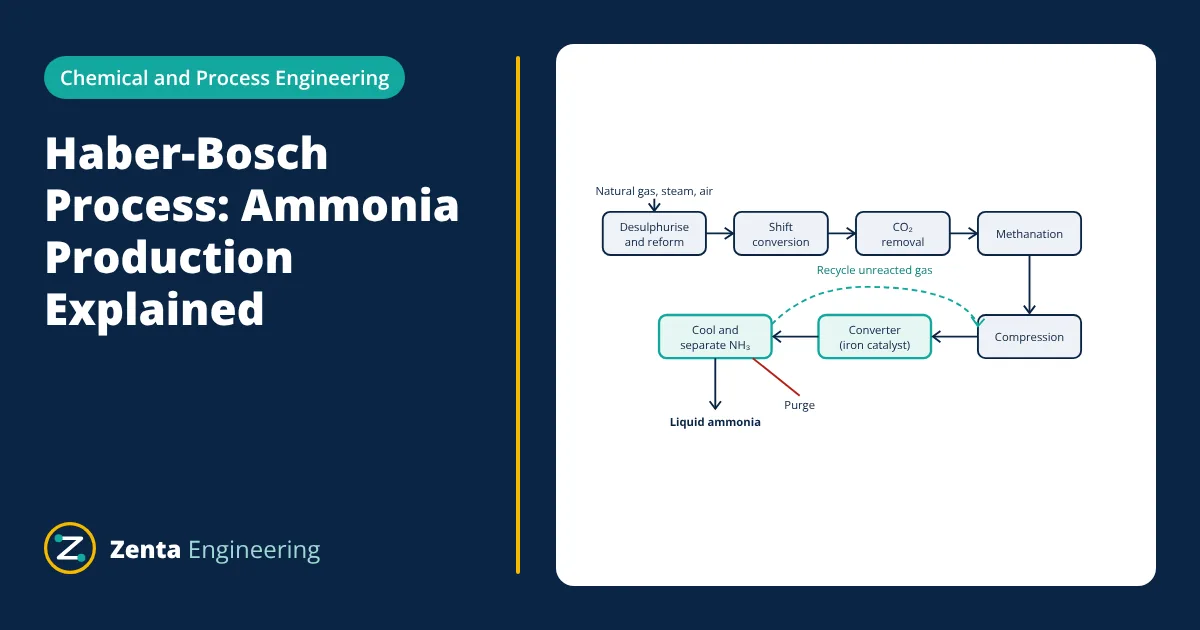 Chemical and Process Engineering
Haber-Bosch
Process: Ammonia
Production
Explained
Zenta Engineering
Natural gas, steam, air
Desulphurise
and reform
Shift
conversion
CO₂
removal
Methanation
Recycle unreacted gas
Cool and
separate NH₃
Converter
(iron catalyst)
Compression
Purge
Liquid ammonia